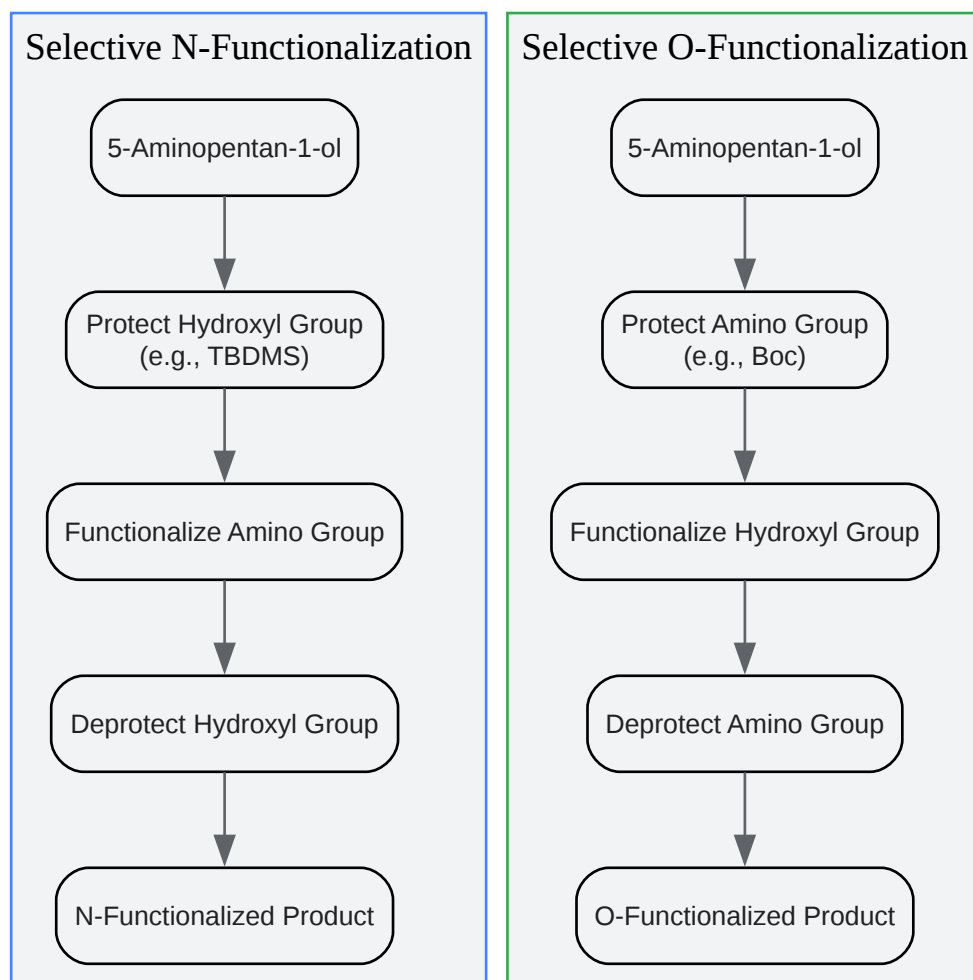 Selective N-Functionalization
5-Aminopentan-1-ol
Protect Hydroxyl Group
(e.g., TBDMS)
Functionalize Amino Group
Deprotect Hydroxyl Group
N-Functionalized Product
Selective O-Functionalization
5-Aminopentan-1-ol
Protect Amino Group
(e.g., Boc)
Functionalize Hydroxyl Group
Deprotect Amino Group
O-Functionalized Product